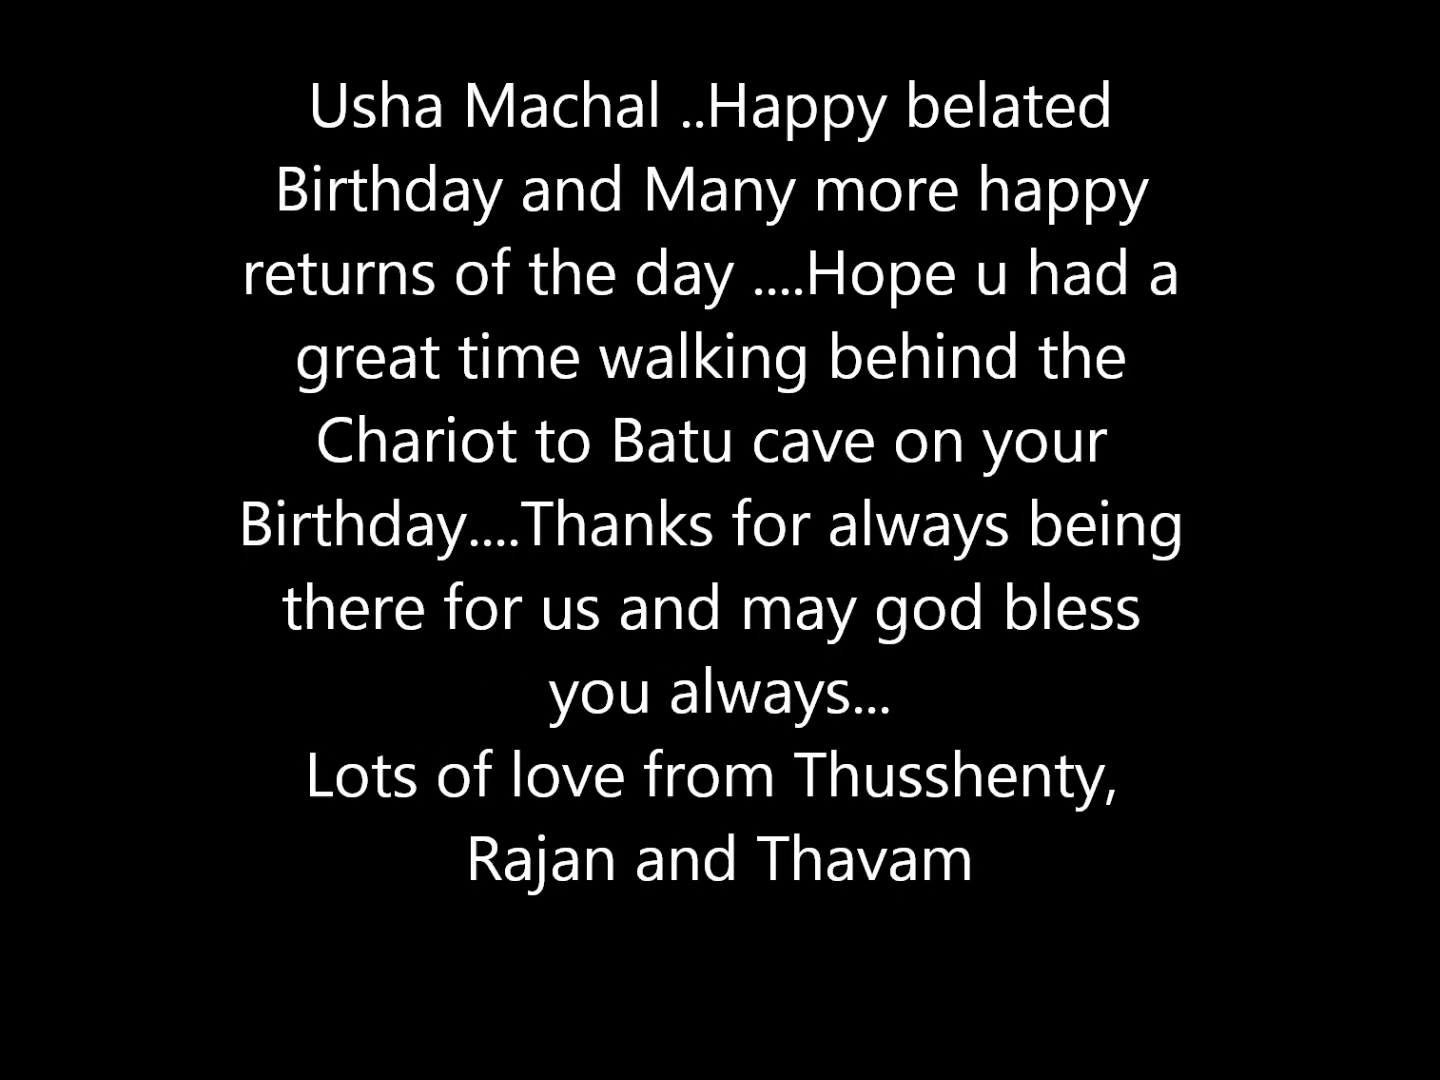 Usha Machal ..Happy belated
Birthday and Many more happy
returns of the day ....Hope u had a
great time walking behind the
Chariot to Batu cave on your
Birthday....Thanks for always being
there for us and may god bless
you always...
Lots of love from Thusshenty,
Rajan and Thavam